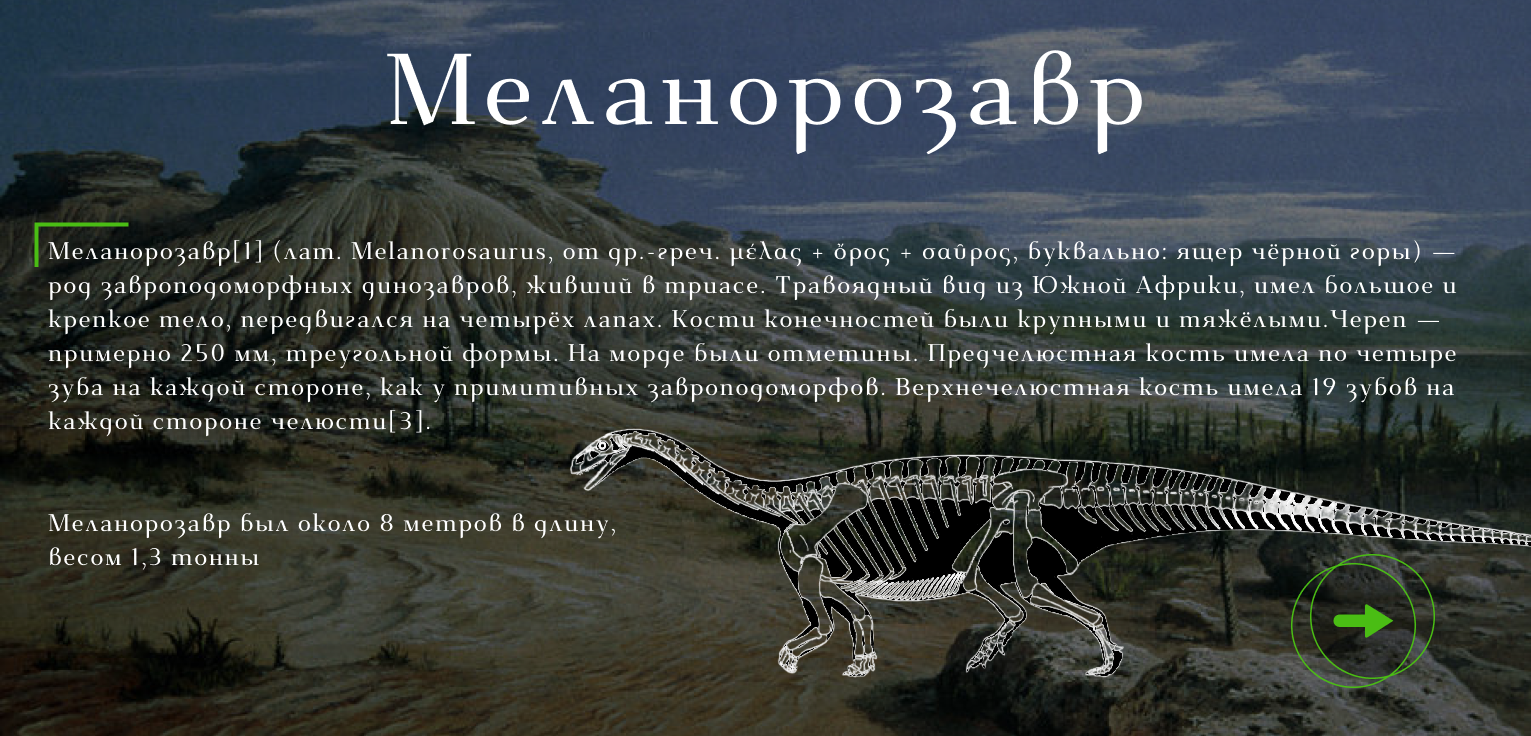 Меланорозавр
Меланорозавр[1] (лат. Melanorosaurus, от др.-греч. μέλας + ὄρος + σαῦρος, буквально: ящер чёрной горы) —
род завроподоморфных динозавров, живший в триасе. Травоядный вид из Южной Африки, имел большое и
крепкое тело, передвигался на четырёх лапах. Кости конечностей были крупными и тяжёлыми.Череп —
примерно 250 мм, треугольной формы. На морде были отметины. Предчелюстная кость имела по четыре
зуба на каждой стороне, как у примитивных завроподоморфов. Верхнечелюстная кость имела 19 зубов на
каждой стороне челюсти[3].
Меланорозавр был около 8 метров в длину,
весом 1,3 тонны